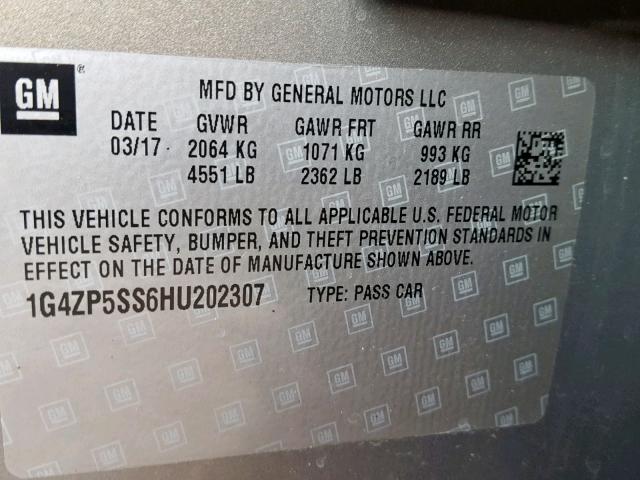 GM®
MFD BY GENERAL MOTORS LLC
DATE GVWR GAWR FRT GAWR RR
03/17 2064 KG 1071 KG 993 KG
4551 LB 2362 LB 2189 LB
THIS VEHICLE CONFORMS TO ALL APPLICABLE U.S. FEDERAL MOTOR
VEHICLE SAFETY, BUMPER, AND THEFT PREVENTION STANDARDS IN
EFFECT ON THE DATE OF MANUFACTURE SHOWN ABOVE.
1G4ZP5SS6HU202307 TYPE: PASS CAR